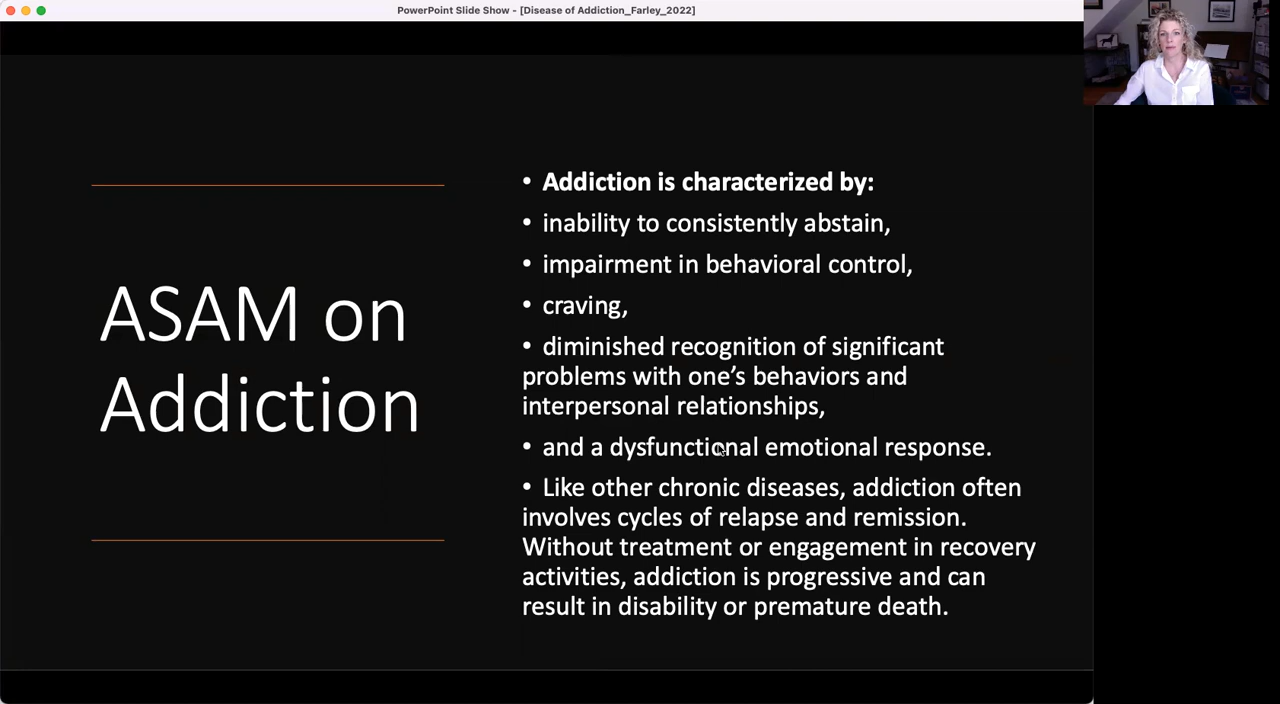 PowerPoint Slide Show - [Disease of Addiction_Farley_2022]
ASAM on
Addiction
• Addiction is characterized by:
• inability to consistently abstain,
• impairment in behavioral control,
• craving,
• diminished recognition of significant
problems with one’s behaviors and
interpersonal relationships,
• and a dysfunctional emotional response.
• Like other chronic diseases, addiction often
involves cycles of relapse and remission.
Without treatment or engagement in recovery
activities, addiction is progressive and can
result in disability or premature death.